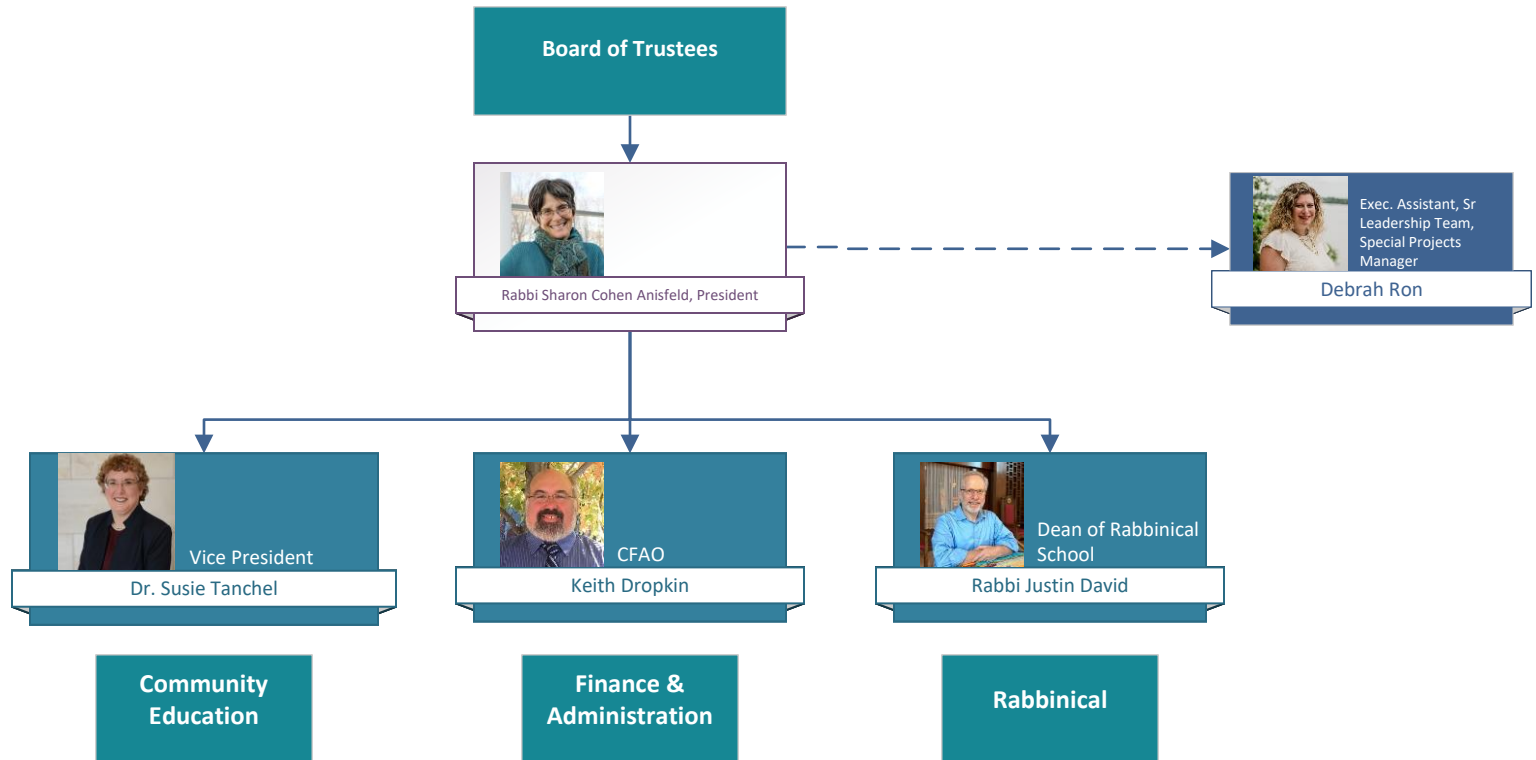 Board of Trustees
Rabbi Sharon Cohen Anisfeld, President
Exec. Assistant, Sr
Leadership Team,
Special Projects
Manager
Debrah Ron
Vice President
Dr. Susie Tanchel
CFAO
Keith Dropkin
Dean of Rabbinical
School
Rabbi Justin David
Community
Education
Finance &
Administration
Rabbinical